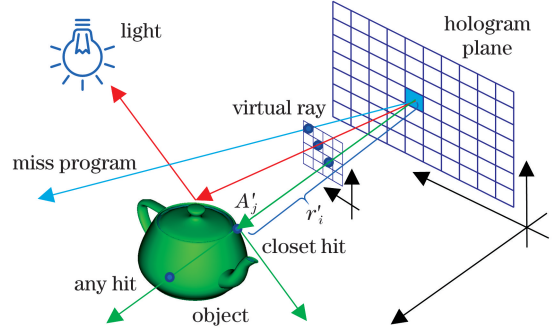 light
hologram
plane
virtual ray
miss program
A′j
r′i
closet hit
any hit
object